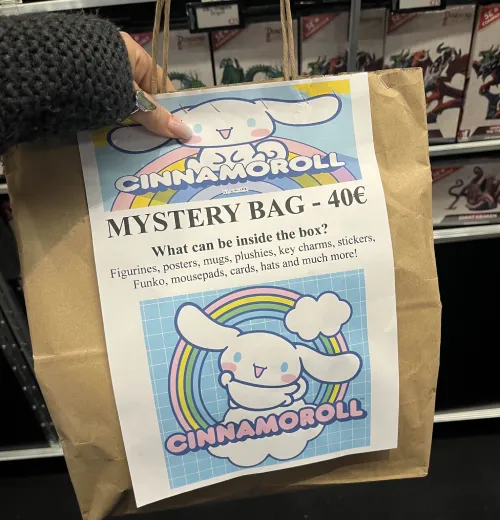 CINNAMOROLL
MYSTERY BAG - 40€
What can be inside the box?
Figurines, posters, mugs, plushies, key charms, stickers,
Funko, mousepads, cards, hats and much more!
CINNAMOROLL